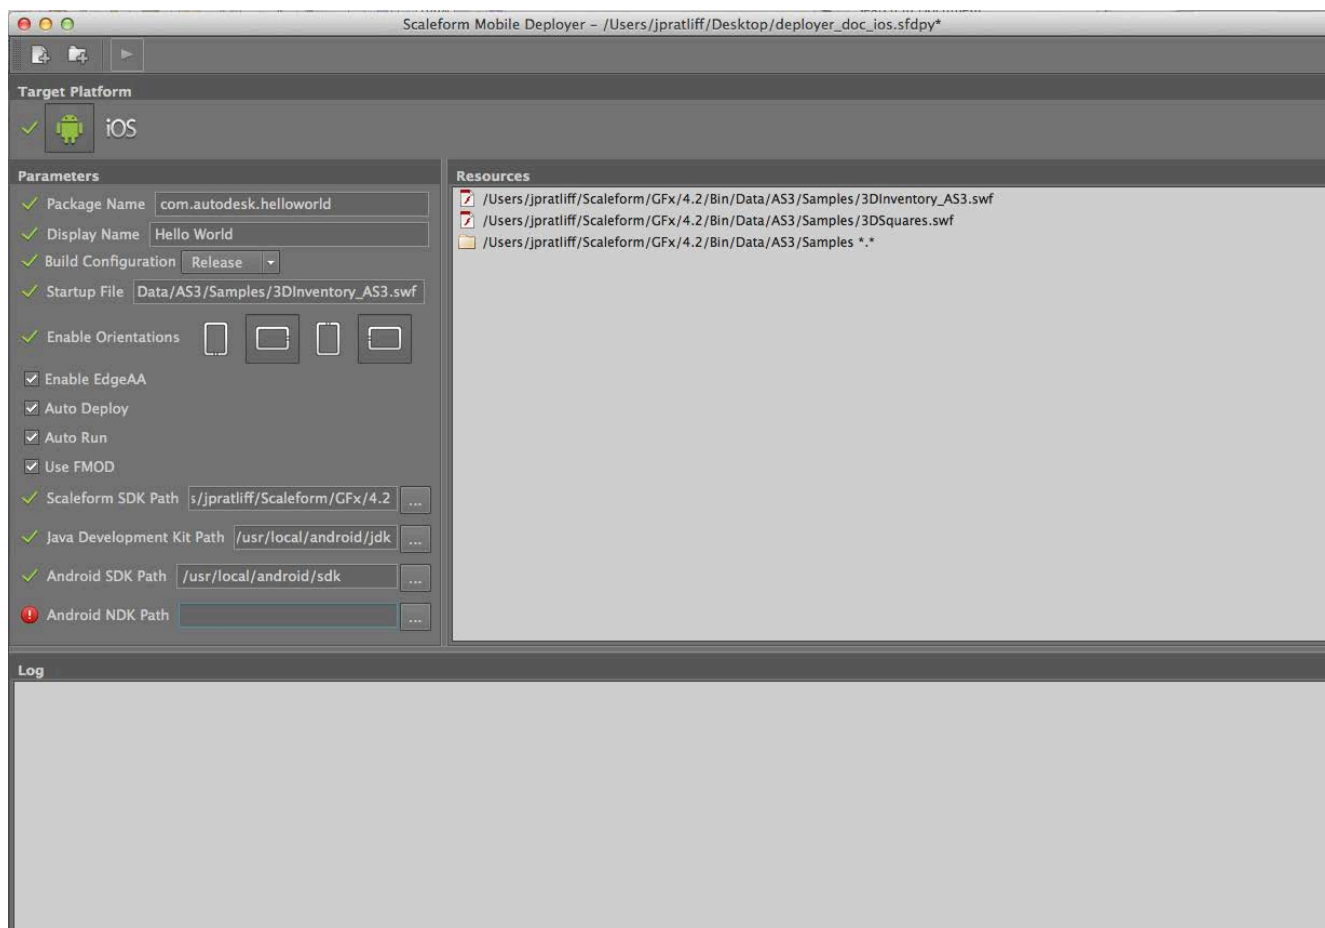 Scaleform Mobile Deployer – /Users/jpratliff/Desktop/deployer_doc_ios.sfdpy*
Target Platform
iOS
Parameters
Package Name com.autodesk.helloworld
Display Name Hello World
Build Configuration Release
Startup File Data/AS3/Samples/3DInventory_AS3.swf
Enable Orientations
Enable EdgeAA
Auto Deploy
Auto Run
Use FMOD
Scaleform SDK Path s/jpratliff/Scaleform/GFx/4.2 ...
Java Development Kit Path /usr/local/android/jdk ...
Android SDK Path /usr/local/android/sdk ...
Android NDK Path ...
Resources
/Users/jpratliff/Scaleform/GFx/4.2/Bin/Data/AS3/Samples/3DInventory_AS3.swf
/Users/jpratliff/Scaleform/GFx/4.2/Bin/Data/AS3/Samples/3DSquares.swf
/Users/jpratliff/Scaleform/GFx/4.2/Bin/Data/AS3/Samples *.*
Log